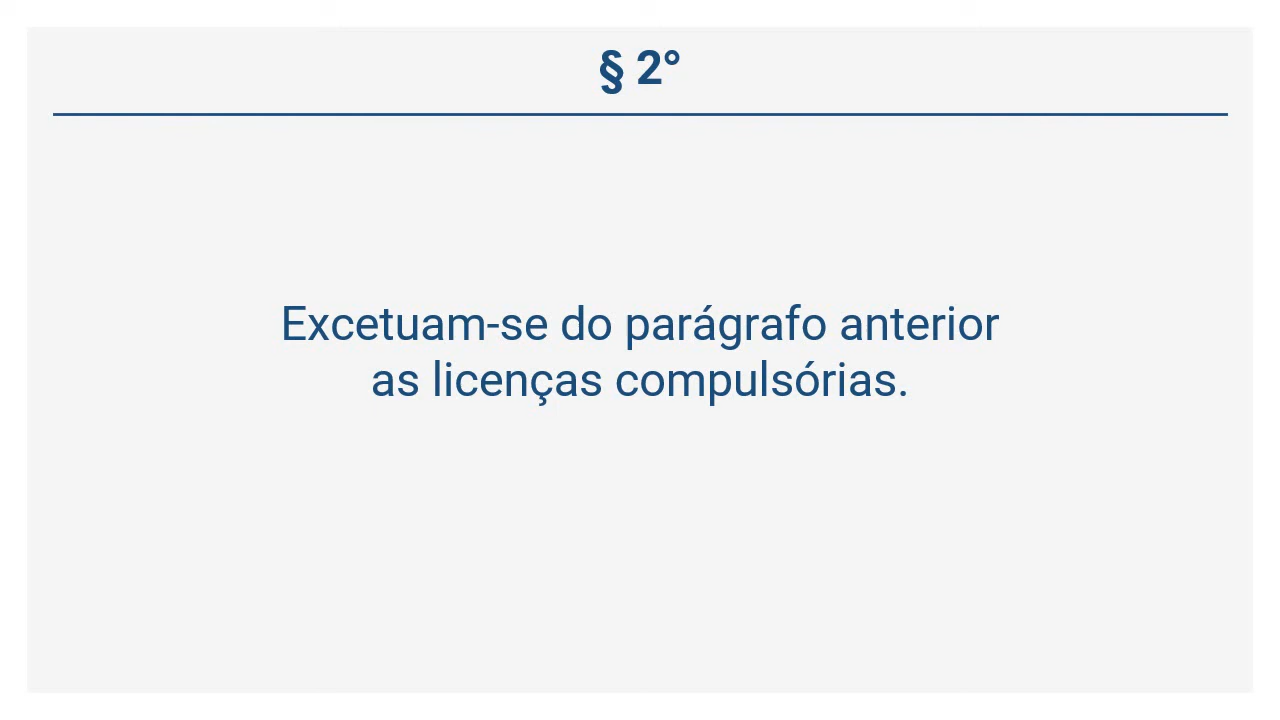 § 2°
Excetuam-se do parágrafo anterior
as licenças compulsórias.